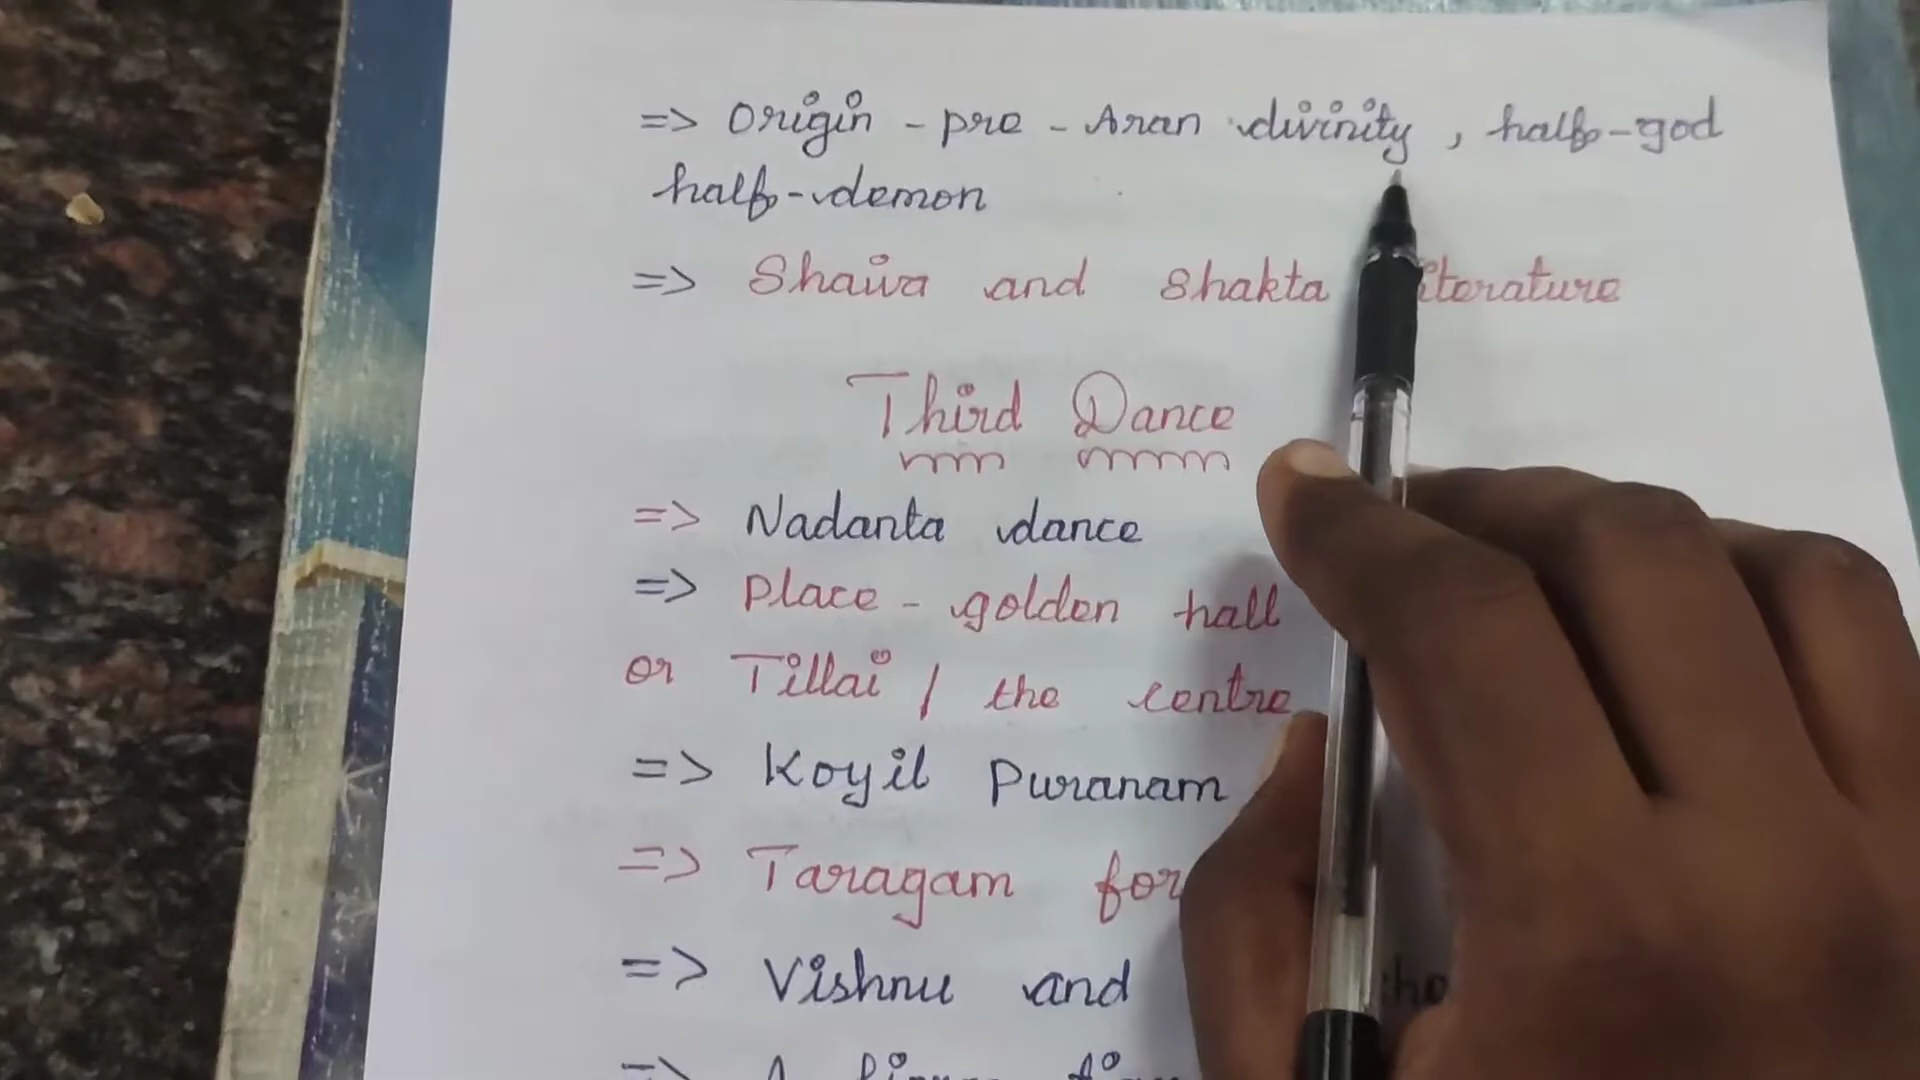 => Origin - pre - Aran divinity, half-god
half-demon
=> Shaiva and Shakta literature
Third Dance
=> Nadanta dance
=> Place - golden hall
or Tillai / the centre
=> Koyil Puranam
=> Taragam
=> Vishnu and
=> A